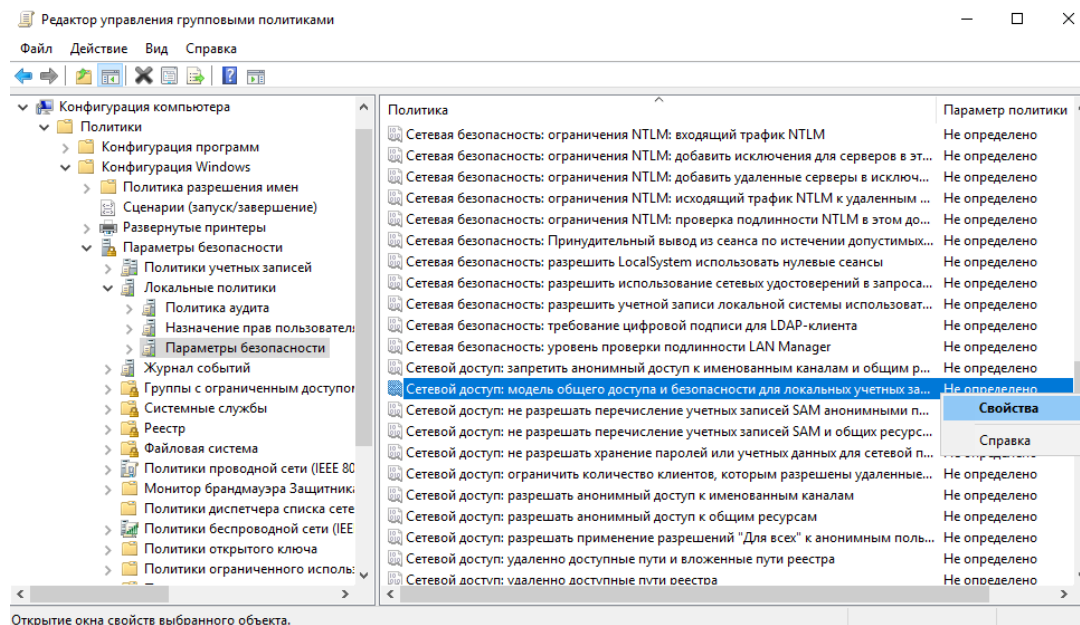 Редактор управления групповыми политиками
Файл Действие Вид Справка
Конфигурация компьютера
Политики
Конфигурация программ
Конфигурация Windows
Политика разрешения имен
Сценарии (запуск/завершение)
Развернутые принтеры
Параметры безопасности
Политики учетных записей
Локальные политики
Политика аудита
Назначение прав пользователя
Параметры безопасности
Журнал событий
Группы с ограниченным доступом
Системные службы
Реестр
Файловая система
Политики проводной сети (IEEE 80
Монитор брандмауэра Защитника
Политики диспетчера списка сете
Политики беспроводной сети (IEE
Политики открытого ключа
Политики ограниченного использ
Политика Параметр политики
Сетевая безопасность: ограничения NTLM: входящий трафик NTLM Не определено
Сетевая безопасность: ограничения NTLM: добавить исключения для серверов в эт... Не определено
Сетевая безопасность: ограничения NTLM: добавить удаленные серверы в исключ... Не определено
Сетевая безопасность: ограничения NTLM: исходящий трафик NTLM к удаленным ... Не определено
Сетевая безопасность: ограничения NTLM: проверка подлинности NTLM в этом до... Не определено
Сетевая безопасность: Принудительный вывод из сеанса по истечении допустимых... Не определено
Сетевая безопасность: разрешить LocalSystem использовать нулевые сеансы Не определено
Сетевая безопасность: разрешить использование сетевых удостоверений в запроса... Не определено
Сетевая безопасность: разрешить учетной записи локальной системы использоват... Не определено
Сетевая безопасность: требование цифровой подписи для LDAP-клиента Не определено
Сетевая безопасность: уровень проверки подлинности LAN Manager Не определено
Сетевой доступ: запретить анонимный доступ к именованным каналам и общим р... Не определено
Сетевой доступ: модель общего доступа и безопасности для локальных учетных за... Не определено
Сетевой доступ: не разрешать перечисление учетных записей SAM анонимными п...
Сетевой доступ: не разрешать перечисление учетных записей SAM и общих ресурс...
Сетевой доступ: не разрешать хранение паролей или учетных данных для сетевой п...
Сетевой доступ: ограничить количество клиентов, которым разрешены удаленные... Не определено
Сетевой доступ: разрешать анонимный доступ к именованным каналам Не определено
Сетевой доступ: разрешать анонимный доступ к общим ресурсам Не определено
Сетевой доступ: разрешать применение разрешений "Для всех" к анонимным поль... Не определено
Сетевой доступ: удаленно доступные пути и вложенные пути реестра Не определено
Сетевой доступ: удаленно доступные пути реестра Не определено
Свойства
Справка
Открытие окна свойств выбранного объекта.